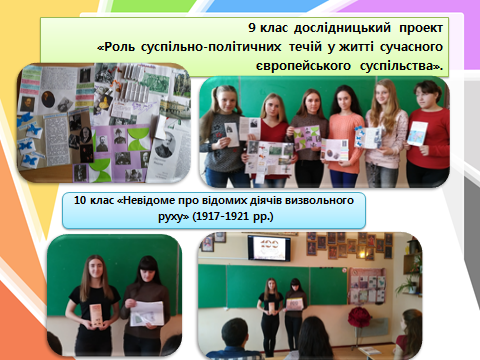 9 клас дослідницький проект
«Роль суспільно-політичних течій у житті сучасного
європейського суспільства».
10 клас «Невідоме про відомих діячів визвольного
руху» (1917-1921 рр.)
100